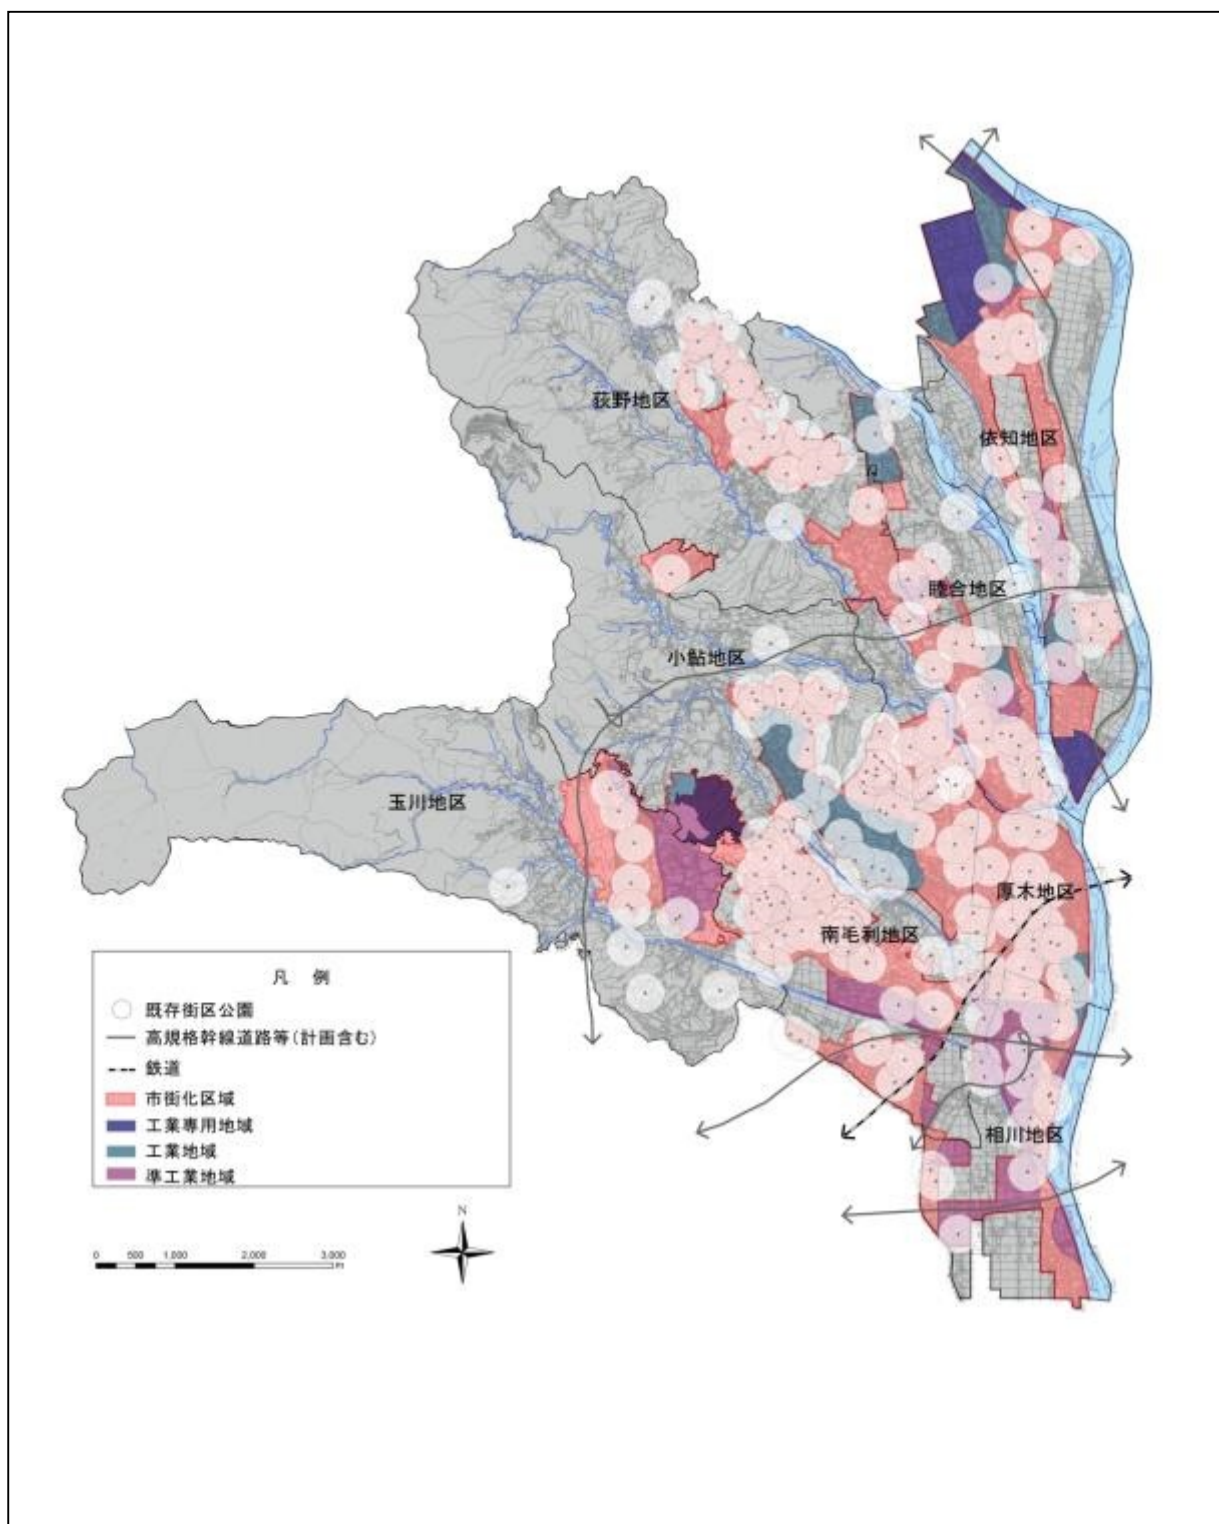 荻野地区
依知地区
睦合地区
小鮎地区
玉川地区
厚木地区
南毛利地区
相川地区
凡 例
既存街区公園
高規格幹線道路等(計画含む)
鉄道
市街化区域
工業専用地域
工業地域
準工業地域
N
0 500 1,000 2,000 3,000